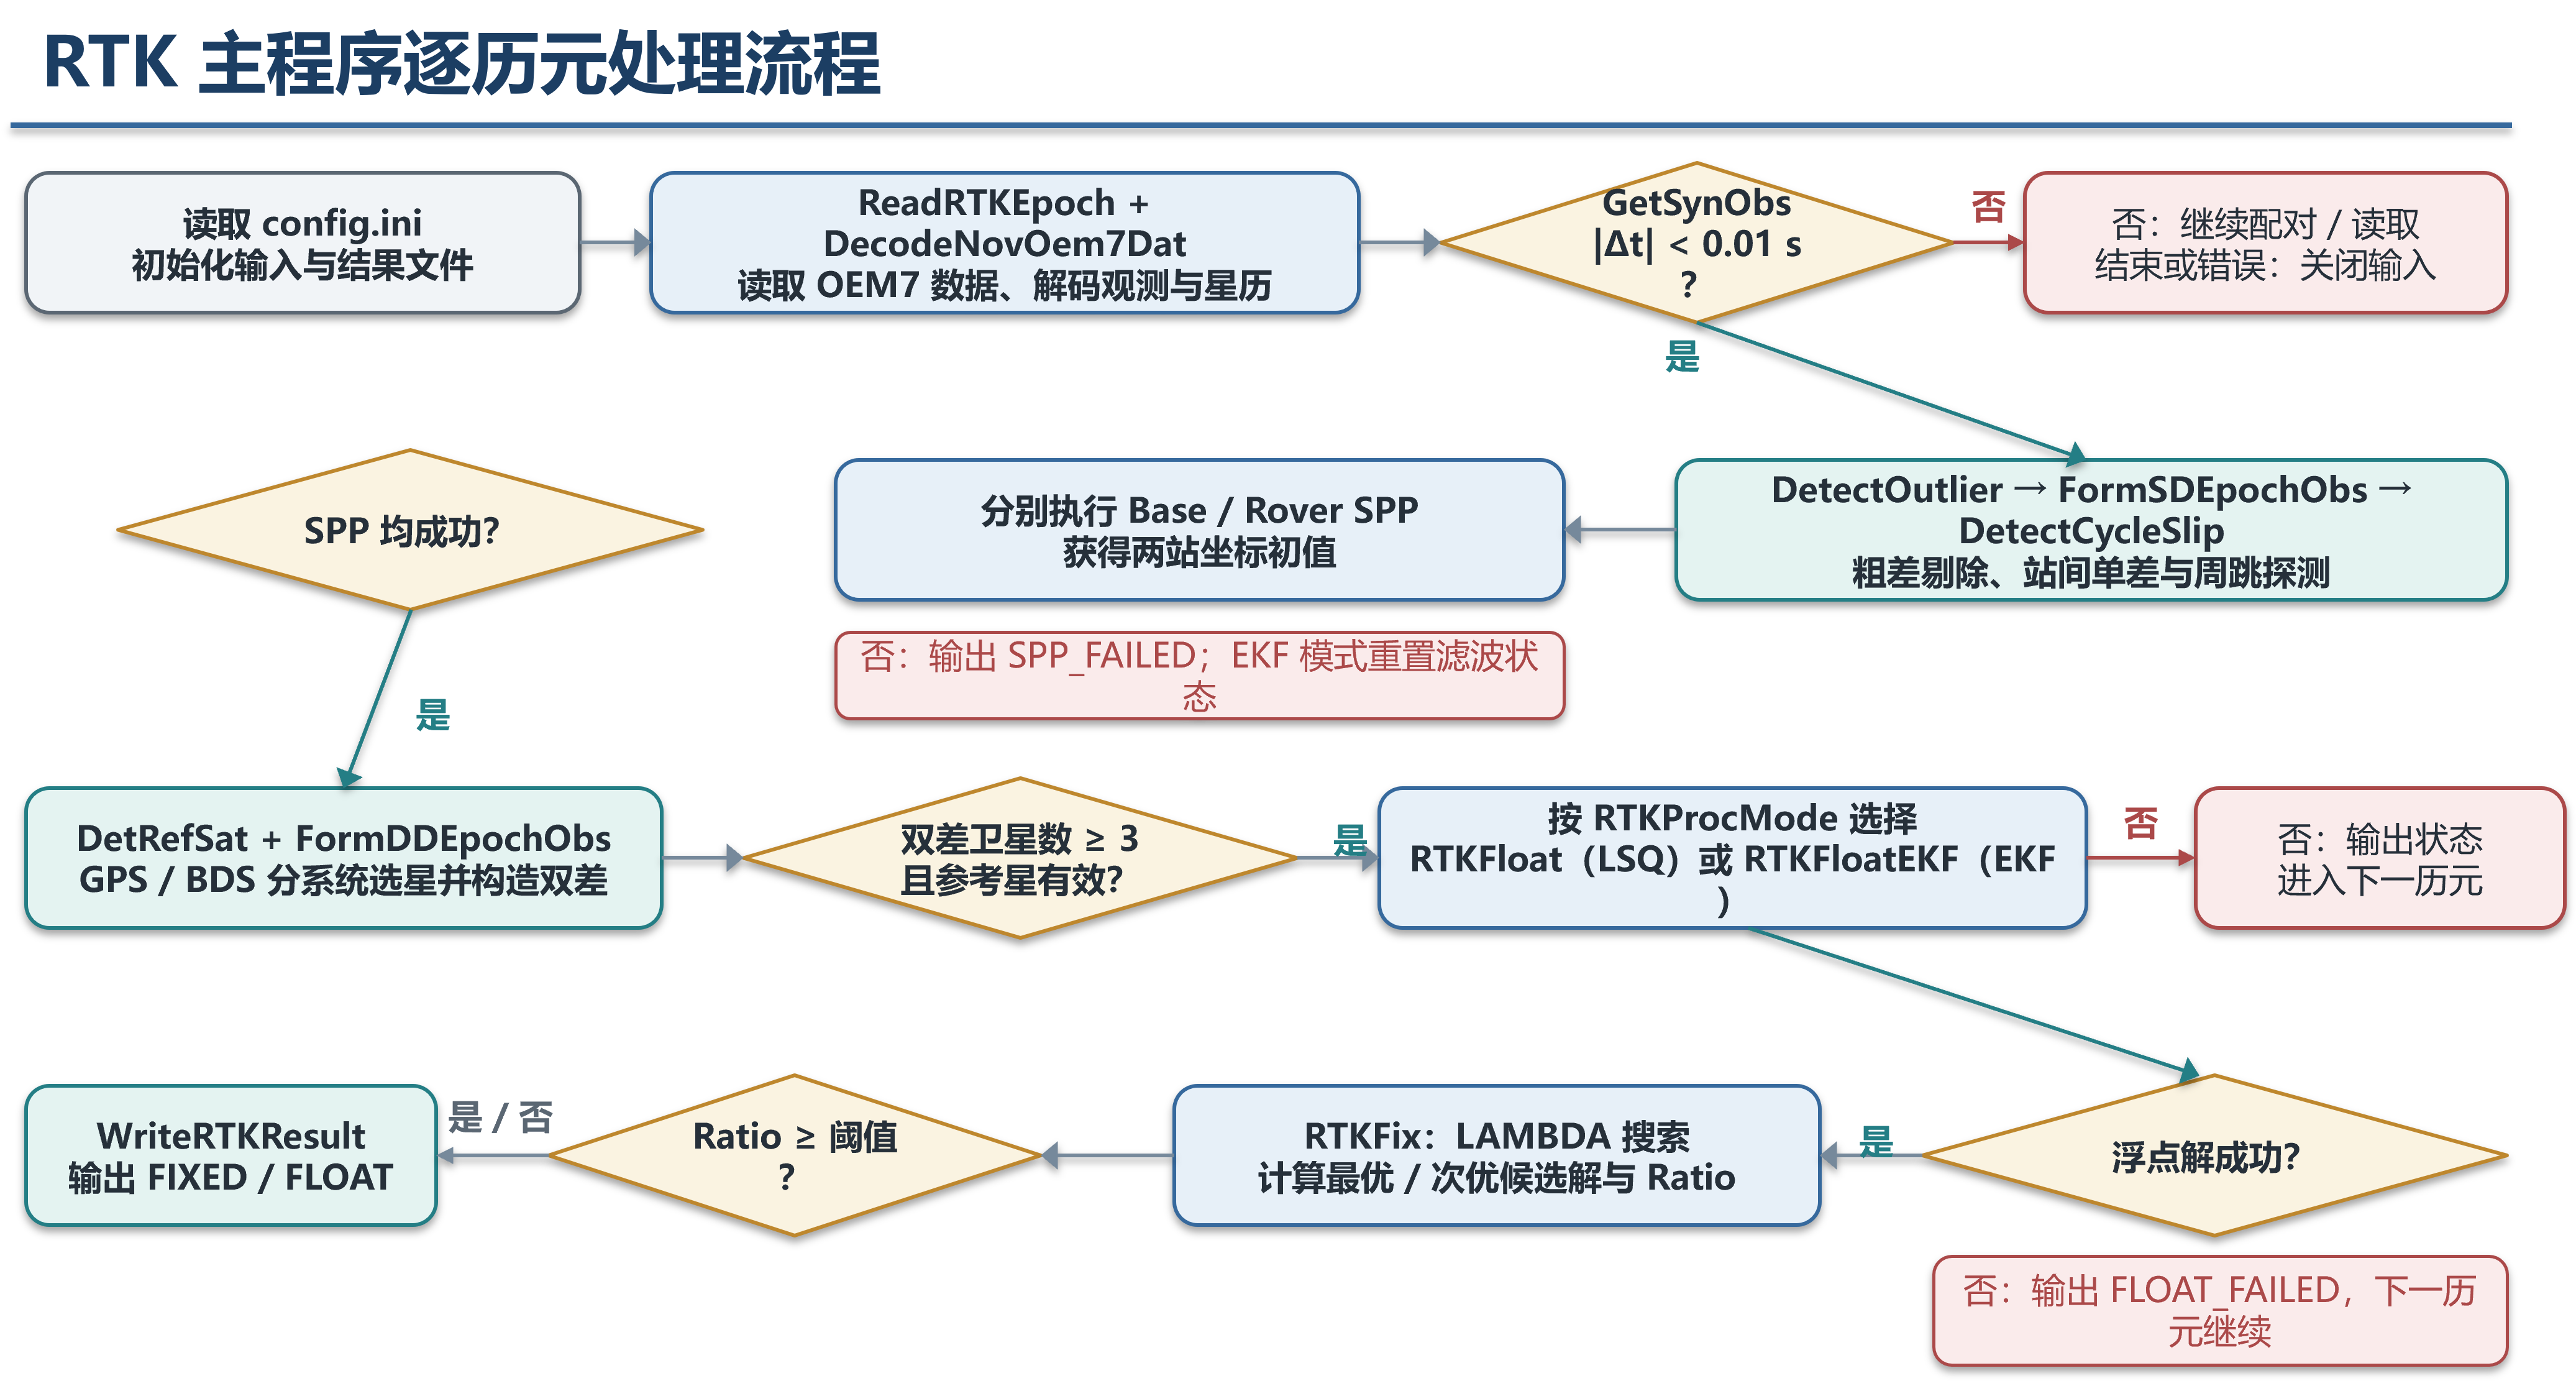 RTK 主程序逐历元处理流程
读取 config.ini
初始化输入与结果文件
ReadRTKEpoch +
DecodeNovOem7Dat
读取 OEM7 数据、解码观测与星历
GetSynObs
|Δt| < 0.01 s
?
否
否：继续配对 / 读取
结束或错误：关闭输入
是
SPP 均成功？
分别执行 Base / Rover SPP
获得两站坐标初值
DetectOutlier → FormSDEpochObs →
DetectCycleSlip
粗差剔除、站间单差与周跳探测
否：输出 SPP_FAILED；EKF 模式重置滤波状
态
是
DetRefSat + FormDDEpochObs
GPS / BDS 分系统选星并构造双差
双差卫星数 ≥ 3
且参考星有效？
是
按 RTKProcMode 选择
RTKFloat（LSQ）或 RTKFloatEKF（EKF
）
否
否：输出状态
进入下一历元
WriteRTKResult
输出 FIXED / FLOAT
是 / 否
Ratio ≥ 阈值
？
RTKFix：LAMBDA 搜索
计算最优 / 次优候选解与 Ratio
是
浮点解成功？
否：输出 FLOAT_FAILED，下一历
元继续